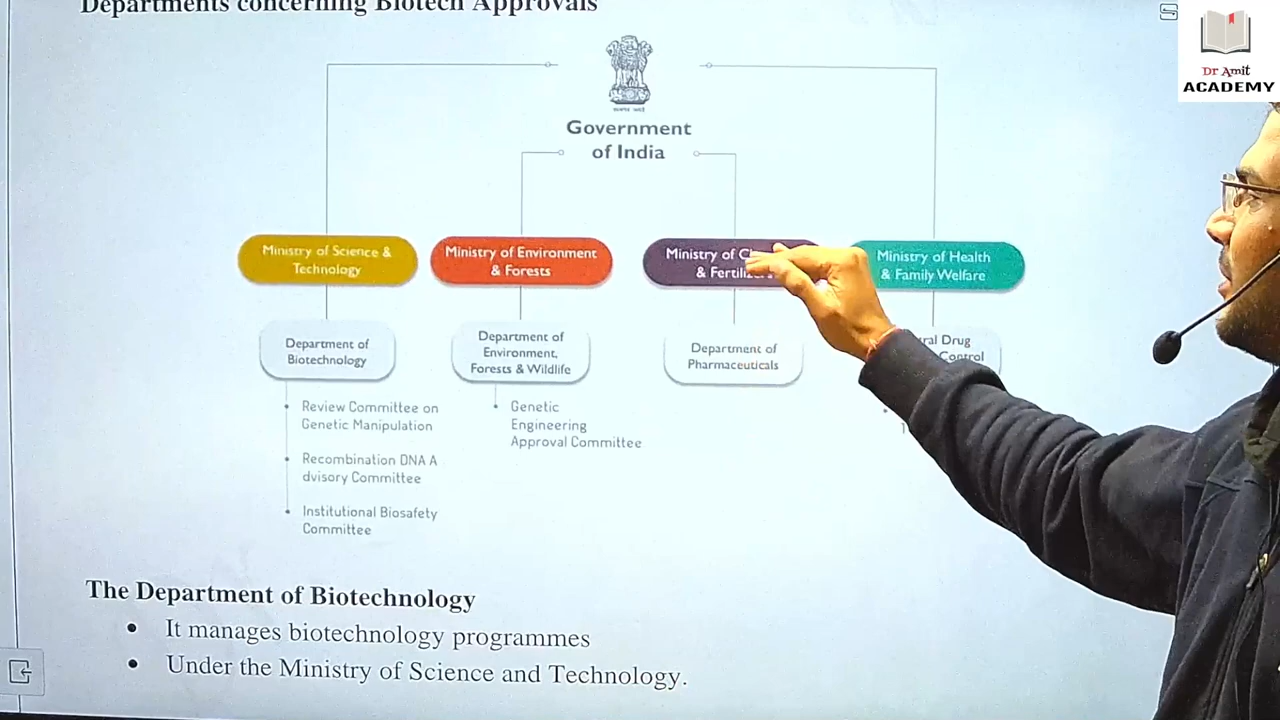 Departments concerning Biotech Approvals
Dr Amit
ACADEMY
Government
of India
Ministry of Science &
Technology
Ministry of Environment
& Forests
Ministry of
&
Ministry of Health
& Family Welfare
Department of
Biotechnology
Department of
Environment,
Forests & Wildlife
Department of
Pharmaceuticals
Drug
Control
• Review Committee on
Genetic Manipulation
• Recombination DNA A
dvisory Committee
• Institutional Biosafety
Committee
• Genetic
Engineering
Approval Committee
The Department of Biotechnology
• It manages biotechnology programmes
• Under the Ministry of Science and Technology.